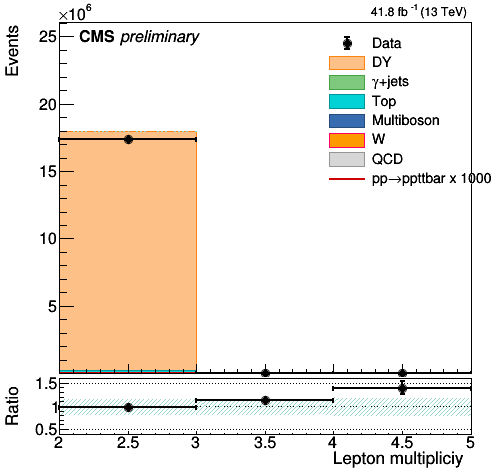 ×10⁶
41.8 fb⁻¹ (13 TeV)
CMS preliminary
Events
25
20
15
10
5
Data
DY
γ+jets
Top
Multiboson
W
QCD
pp→ppttbar x 1000
Ratio
1.5
1
0.5
2 2.5 3 3.5 4 4.5 5
Lepton multipliciy